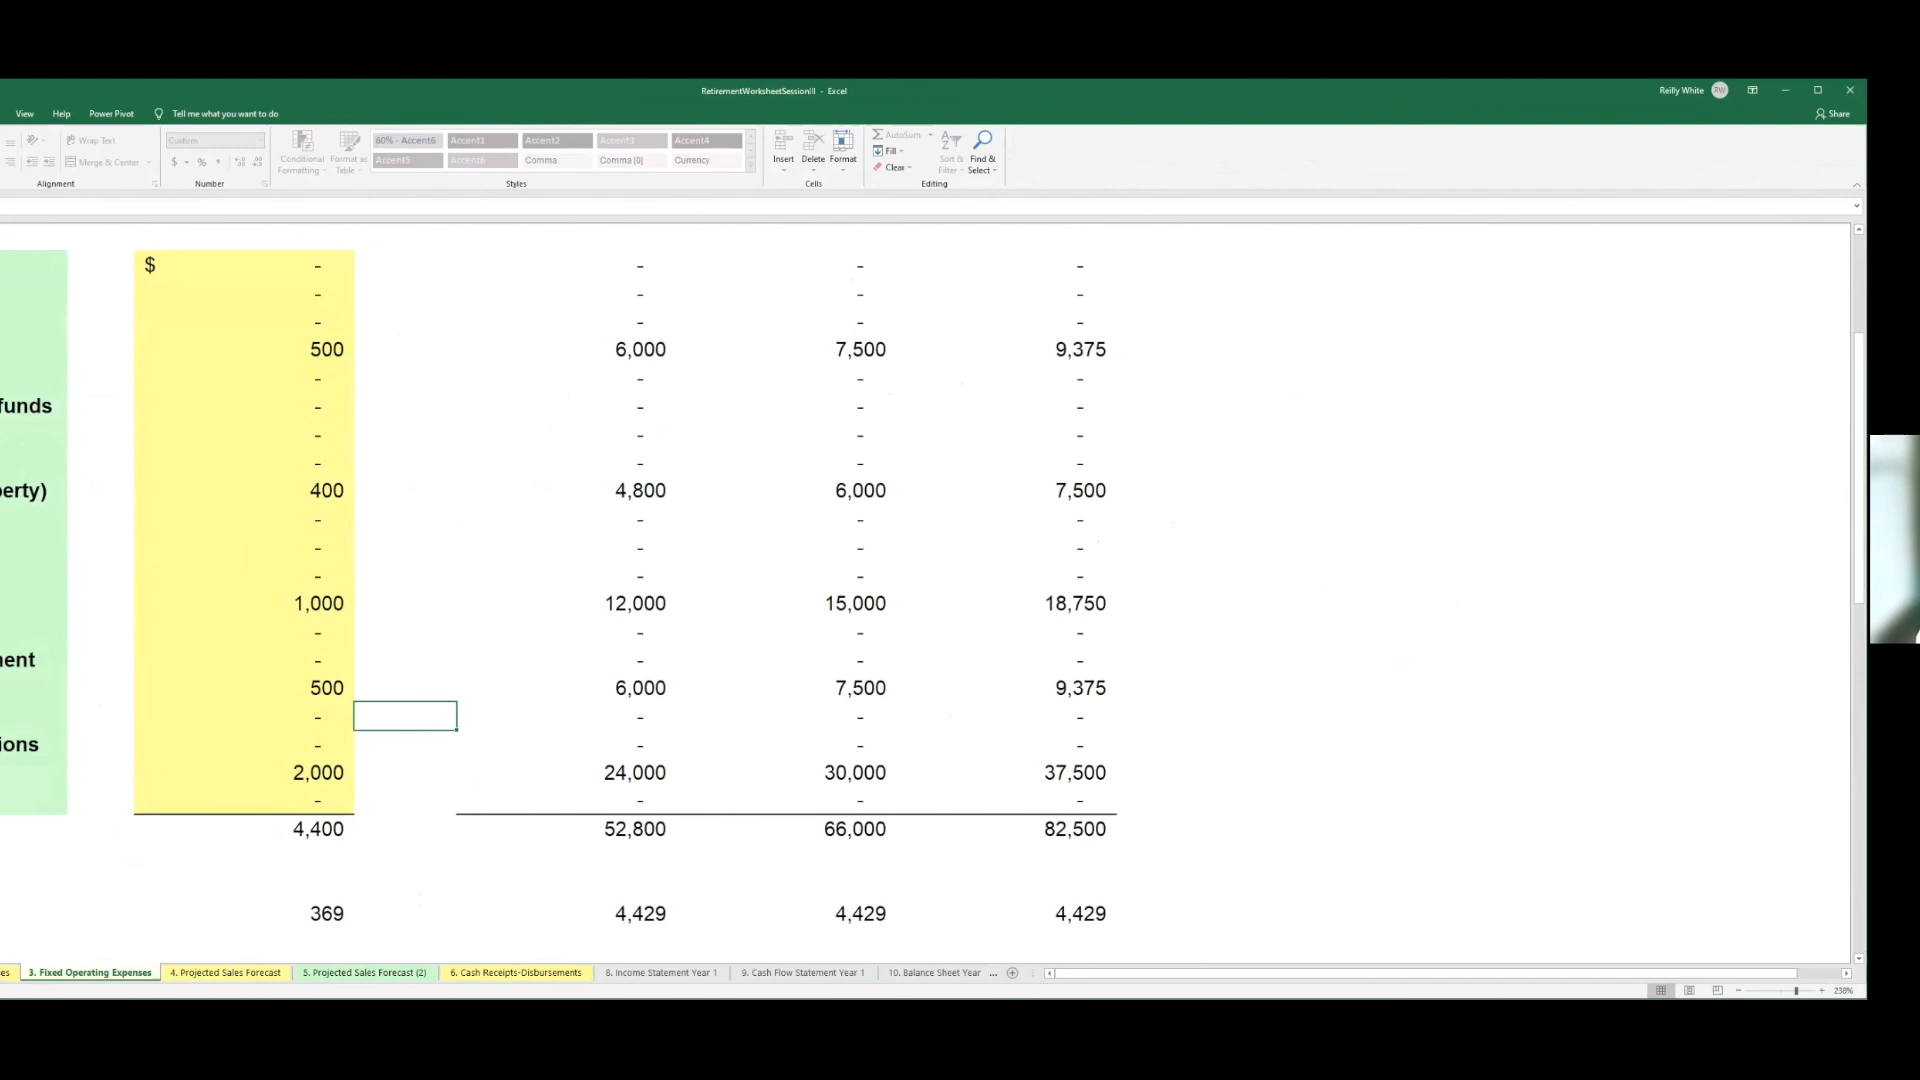 RetirementWorksheetSessionIII - Excel
Reilly White RW
View Help Power Pivot Tell me what you want to do Share
Wrap Text Custom 60% - Accent6 Accent1 Accent2 Accent3 Accent4 AutoSum
Merge & Center $ % , Conditional Formatting Format as Table Accent5 Accent6 Comma Comma [0] Currency Insert Delete Format Fill Clear Sort & Filter Find & Select
Alignment Number Styles Cells Editing
$ - - - -
- - - -
- - - -
500 6,000 7,500 9,375
- - - -
funds - - - -
- - - -
- - - -
perty) 400 4,800 6,000 7,500
- - - -
- - - -
- - - -
1,000 12,000 15,000 18,750
- - - -
ment - - - -
500 6,000 7,500 9,375
- - - -
ions - - - -
2,000 24,000 30,000 37,500
- - - -
4,400 52,800 66,000 82,500
369 4,429 4,429 4,429
es 3. Fixed Operating Expenses 4. Projected Sales Forecast 5. Projected Sales Forecast (2) 6. Cash Receipts-Disbursements 8. Income Statement Year 1 9. Cash Flow Statement Year 1 10. Balance Sheet Year ...
238%